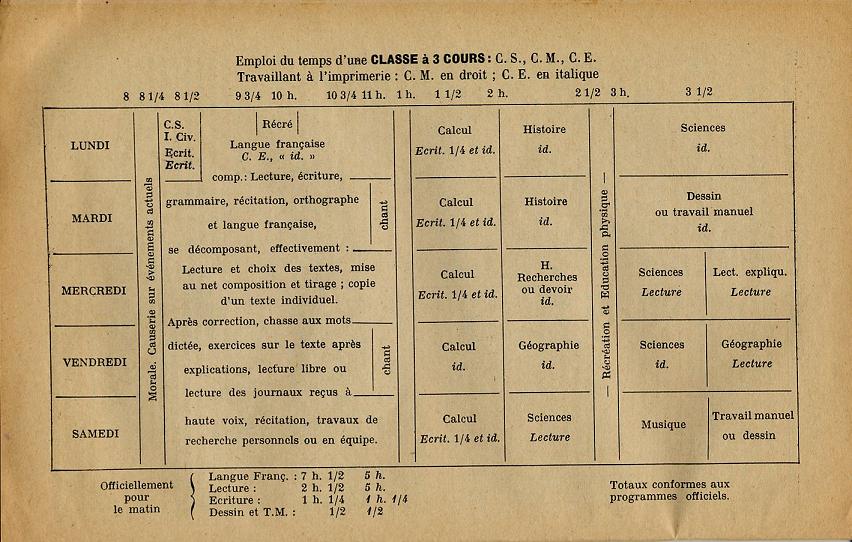 Emploi du temps d'une CLASSE à 3 COURS : C. S., C. M., C. E.
Travaillant à l'imprimerie : C. M. en droit ; C. E. en italique
8 8 1/4 8 1/2 9 3/4 10 h. 10 3/4 11 h. 1 h. 1 1/2 2 h. 2 1/2 3 h. 3 1/2
LUNDI
MARDI
MERCREDI
VENDREDI
SAMEDI
Morale. Causerie sur événements actuels
C.S.
I. Civ.
Ecrit.
Ecrit.
Récré
Langue française
C. E., « id. »
comp. : Lecture, écriture,
grammaire, récitation, orthographe
et langue française,
se décomposant, effectivement :
chant
Lecture et choix des textes, mise
au net composition et tirage ; copie
d'un texte individuel.
Après correction, chasse aux mots
dictée, exercices sur le texte après
explications, lecture libre ou
lecture des journaux reçus à
chant
haute voix, récitation, travaux de
recherche personnels ou en équipe.
Calcul
Ecrit. 1/4 et id.
Histoire
id.
Sciences
id.
Calcul
Ecrit. 1/4 et id.
Histoire
id.
Dessin
ou travail manuel
id.
Calcul
Ecrit. 1/4 et id.
H.
Recherches
ou devoir
id.
Sciences
Lecture
Lect. expliqu.
Lecture
Calcul
id.
Géographie
id.
Sciences
id.
Géographie
Lecture
Calcul
Ecrit. 1/4 et id.
Sciences
Lecture
Musique
Travail manuel
ou dessin
— Récréation et Education physique —
Officiellement
pour
le matin
Langue Franç. : 7 h. 1/2 5 h.
Lecture : 2 h. 1/2 5 h.
Ecriture : 1 h. 1/4 1 h. 1/4
Dessin et T.M. : 1/2 1/2
Totaux conformes aux
programmes officiels.